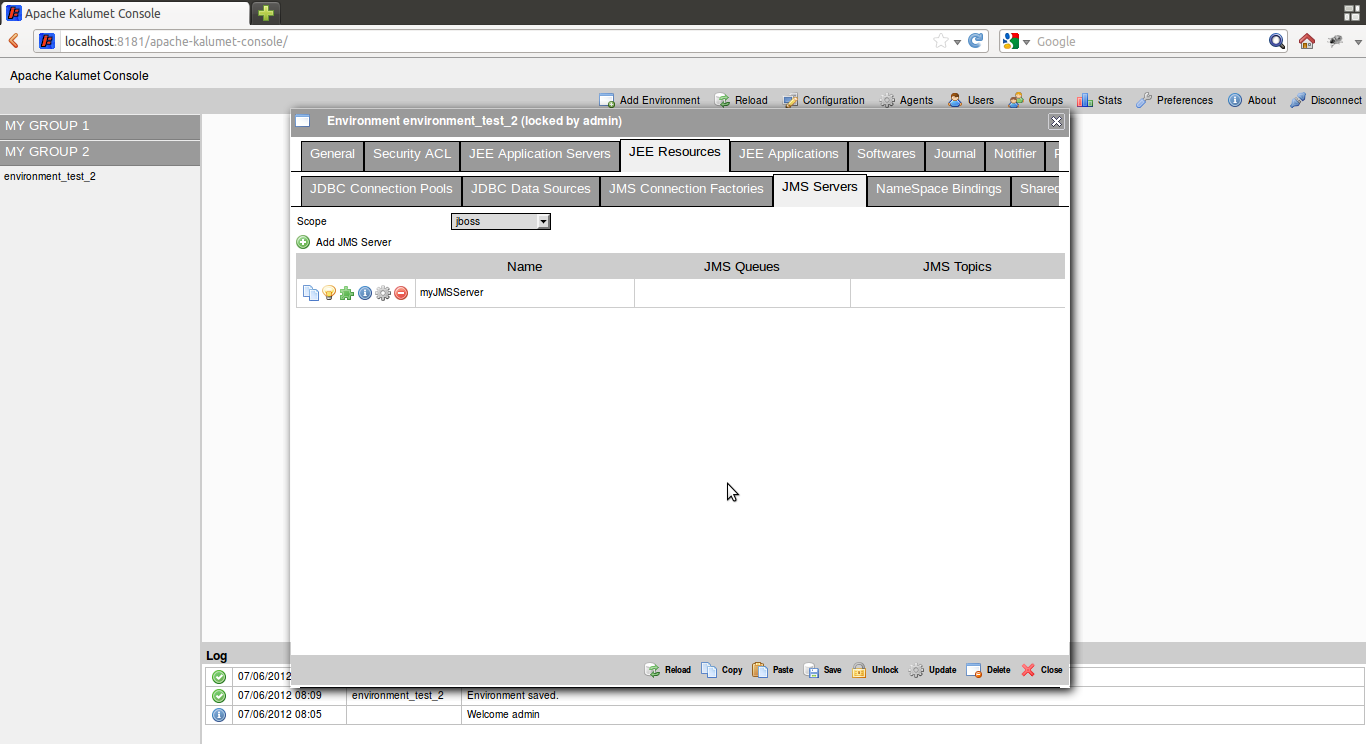 Apache Kalumet Console
localhost:8181/apache-kalumet-console/
Google
Apache Kalumet Console
Add Environment Reload Configuration Agents Users Groups Stats Preferences About Disconnect
MY GROUP 1
MY GROUP 2
environment_test_2
Environment environment_test_2 (locked by admin)
General Security ACL JEE Application Servers JEE Resources JEE Applications Softwares Journal Notifier
JDBC Connection Pools JDBC Data Sources JMS Connection Factories JMS Servers NameSpace Bindings Shared
Scope jboss
Add JMS Server
Name JMS Queues JMS Topics
myJMSServer
Reload Copy Paste Save Unlock Update Delete Close
Log
07/06/2012
07/06/2012 08:09 environment_test_2 Environment saved.
07/06/2012 08:05 Welcome admin